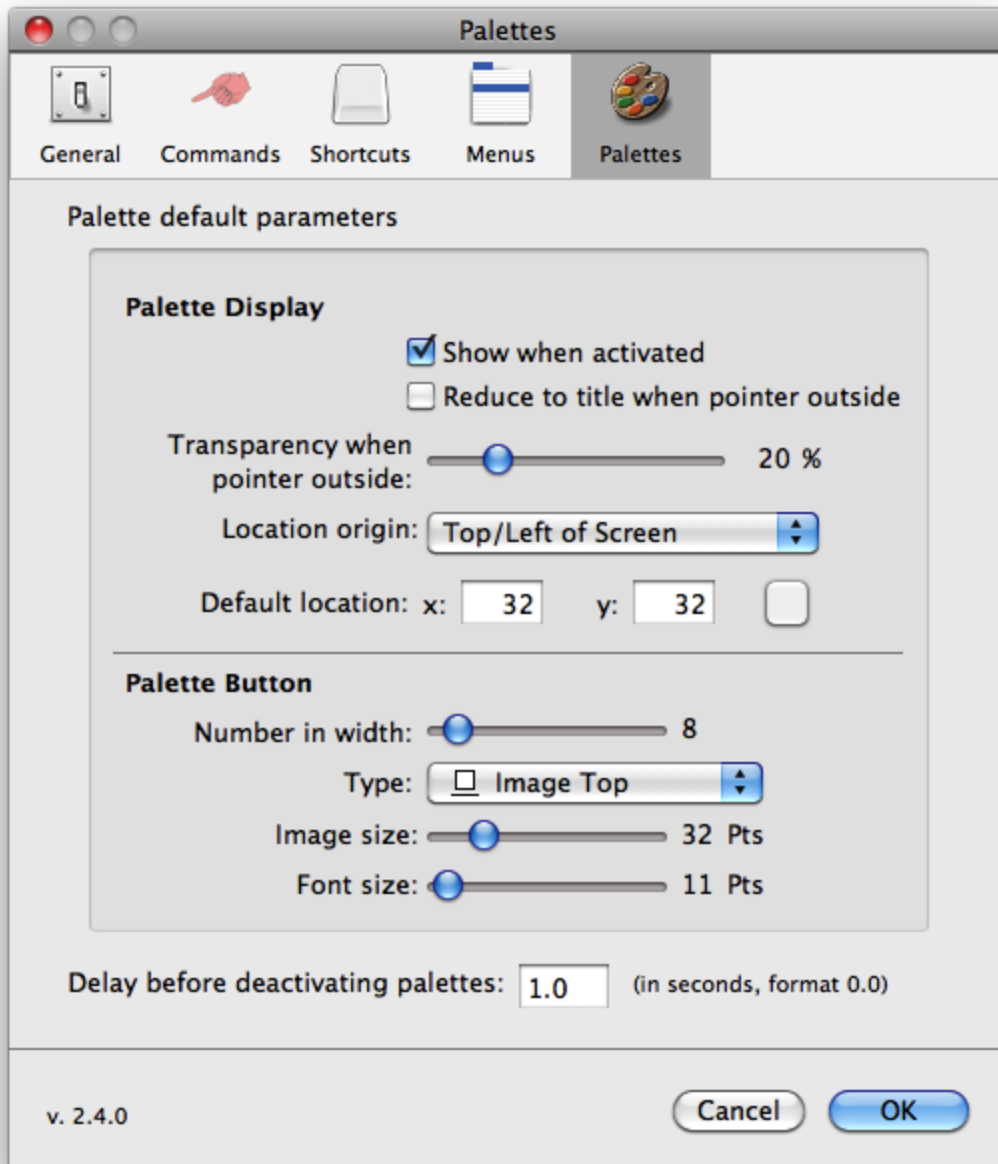 Palettes
General Commands Shortcuts Menus Palettes
Palette default parameters
Palette Display
Show when activated
Reduce to title when pointer outside
Transparency when
pointer outside: 20 %
Location origin: Top/Left of Screen
Default location: x: 32 y: 32
Palette Button
Number in width: 8
Type: Image Top
Image size: 32 Pts
Font size: 11 Pts
Delay before deactivating palettes: 1.0 (in seconds, format 0.0)
v. 2.4.0 Cancel OK